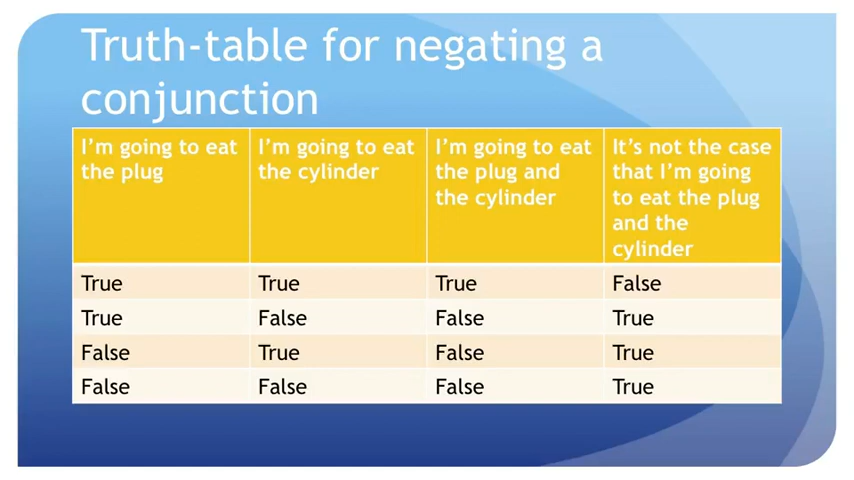 Truth-table for negating a
conjunction
I'm going to eat
the plug
I'm going to eat
the cylinder
I'm going to eat
the plug and
the cylinder
It's not the case
that I'm going
to eat the plug
and the
cylinder
True True True False
True False False True
False True False True
False False False True